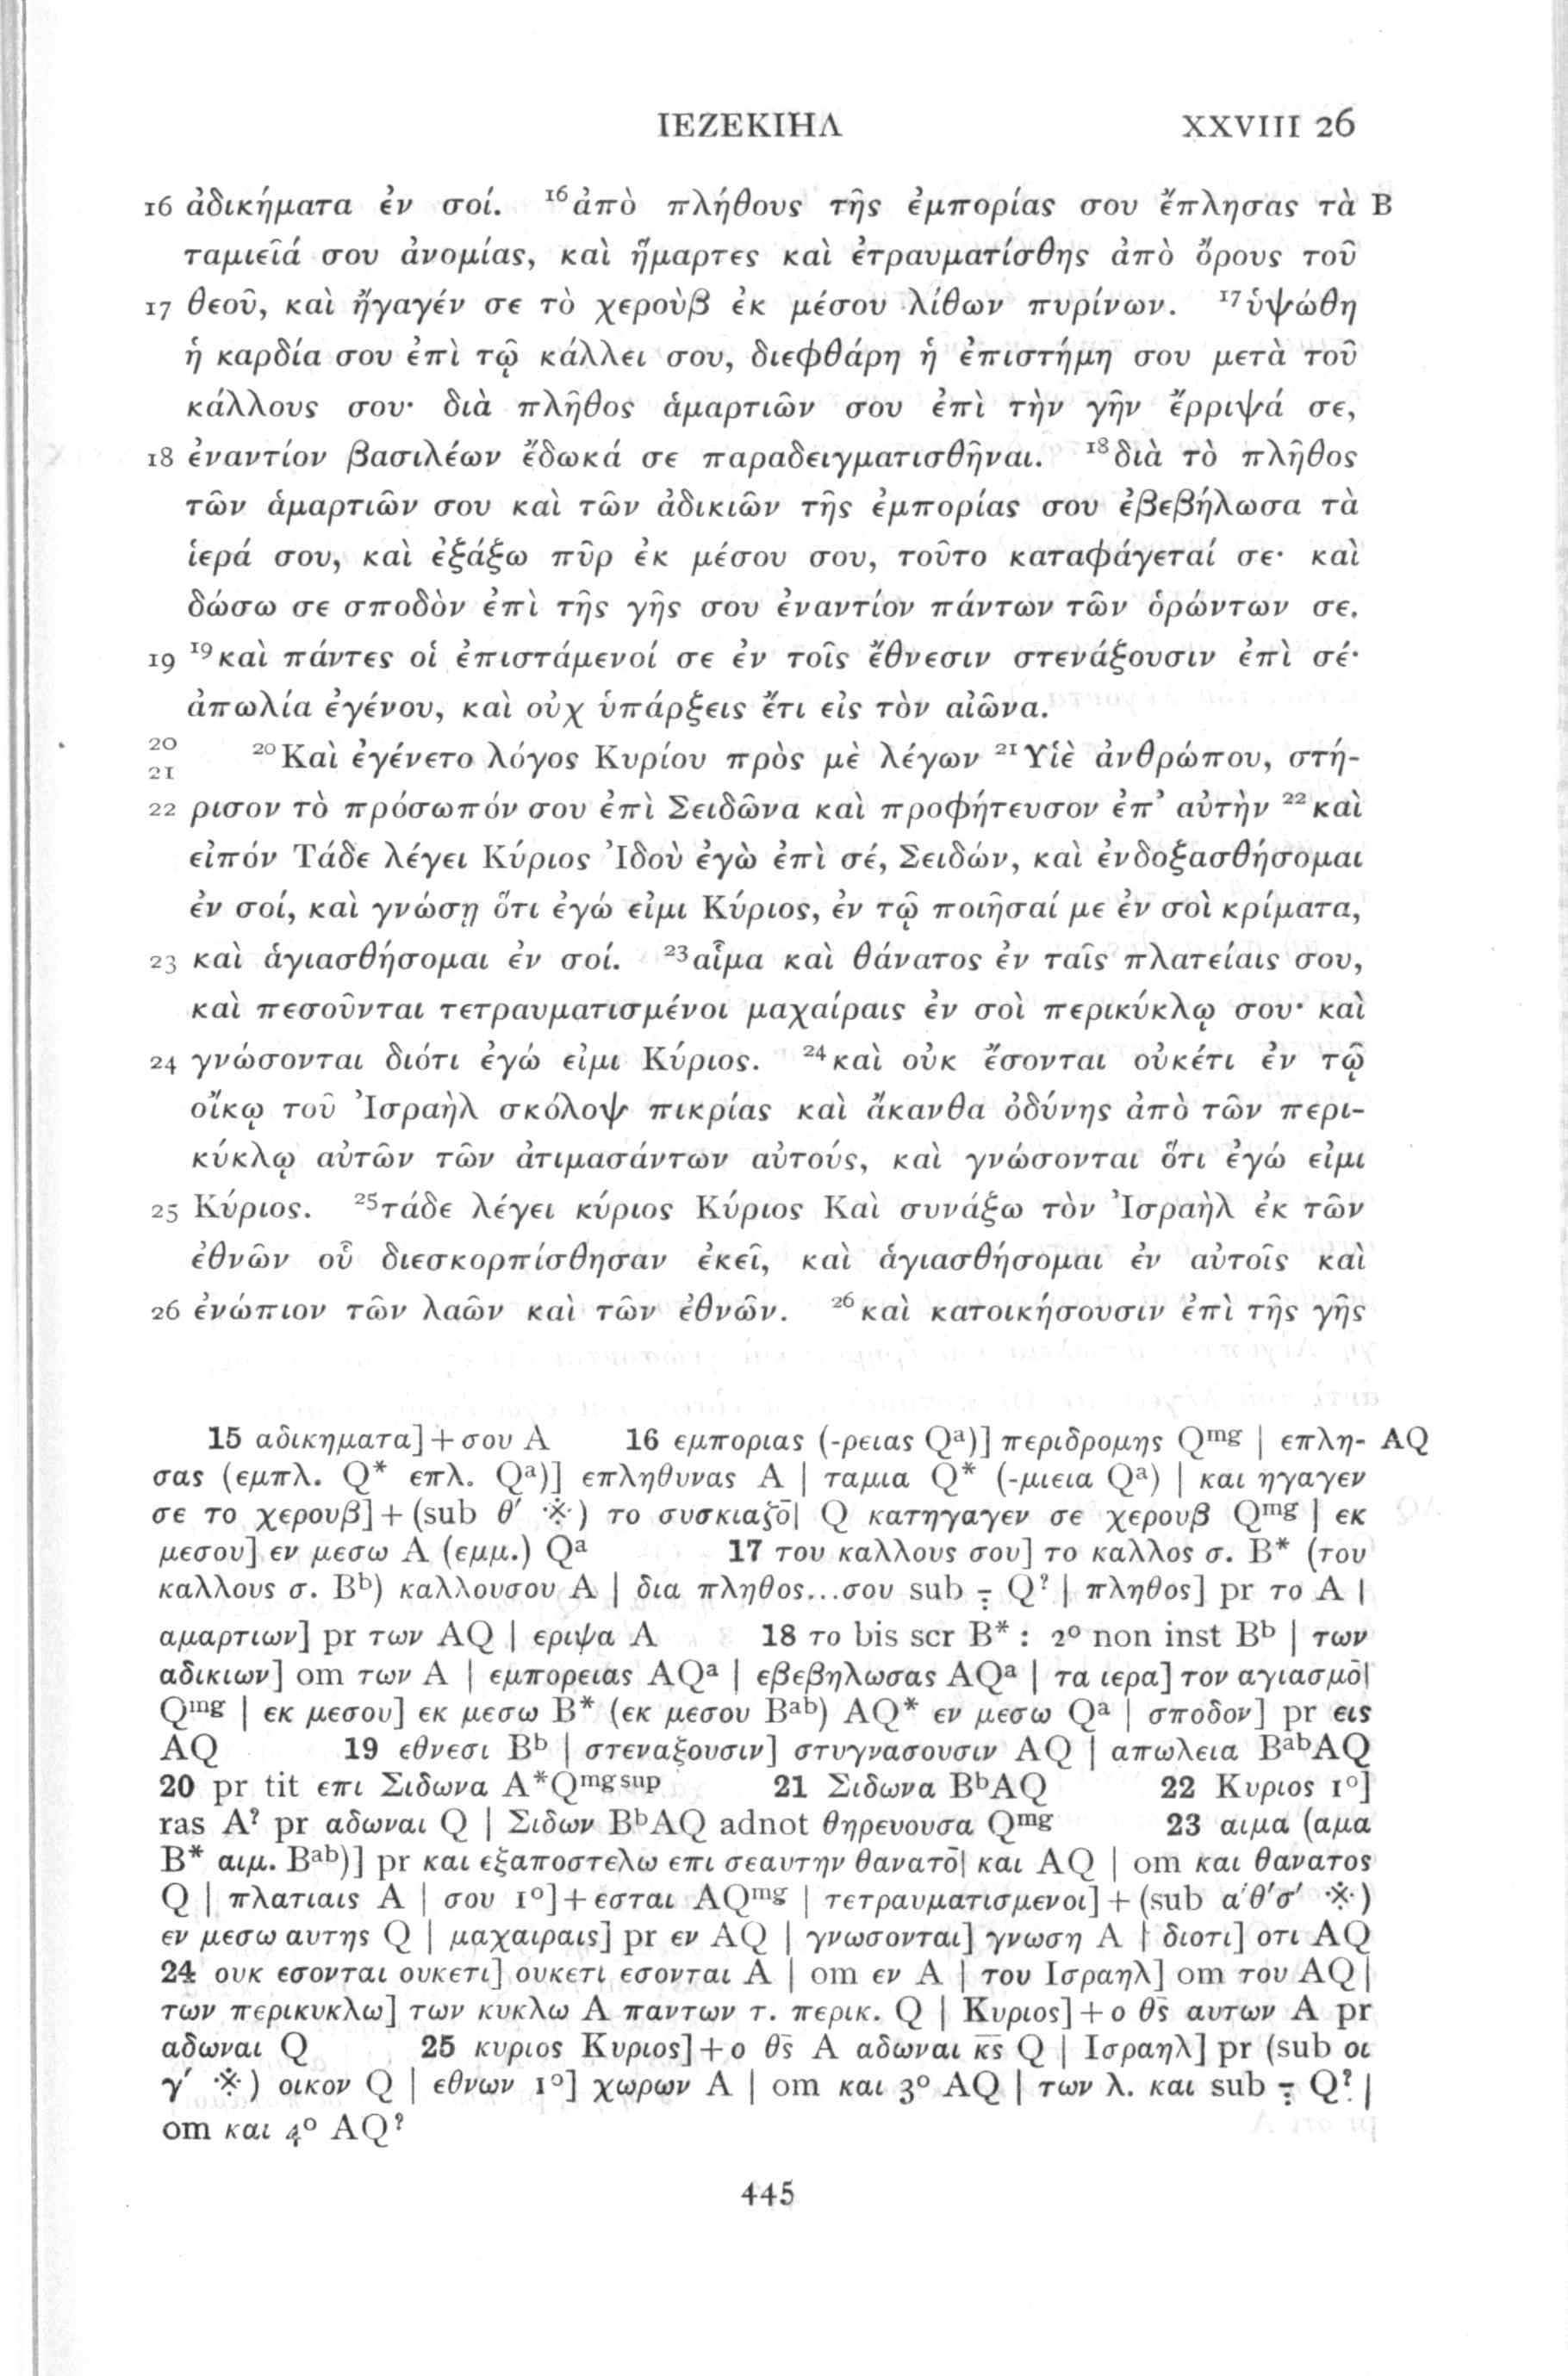 ΙΕΖΕΚΙΗΛ XXVIII 26
16 ἀδικήματα ἐν σοί. ¹⁶ἀπὸ πλήθους τῆς ἐμπορίας σου ἔπλησας τὰ B
ταμιεῖά σου ἀνομίας, καὶ ἥμαρτες καὶ ἐτραυματίσθης ἀπὸ ὄρους τοῦ
17 θεοῦ, καὶ ἤγαγέν σε τὸ χεροὺβ ἐκ μέσου λίθων πυρίνων. ¹⁷ὑψώθη
ἡ καρδία σου ἐπὶ τῷ κάλλει σου, διεφθάρη ἡ ἐπιστήμη σου μετὰ τοῦ
κάλλους σου· διὰ πλῆθος ἁμαρτιῶν σου ἐπὶ τὴν γῆν ἔρριψά σε,
18 ἐναντίον βασιλέων ἔδωκά σε παραδειγματισθῆναι. ¹⁸διὰ τὸ πλῆθος
τῶν ἁμαρτιῶν σου καὶ τῶν ἀδικιῶν τῆς ἐμπορίας σου ἐβεβήλωσα τὰ
ἱερά σου, καὶ ἐξάξω πῦρ ἐκ μέσου σου, τοῦτο καταφάγεταί σε· καὶ
δώσω σε σποδὸν ἐπὶ τῆς γῆς σου ἐναντίον πάντων τῶν ὁρώντων σε.
19 ¹⁹καὶ πάντες οἱ ἐπιστάμενοί σε ἐν τοῖς ἔθνεσιν στενάξουσιν ἐπὶ σέ·
ἀπωλία ἐγένου, καὶ οὐχ ὑπάρξεις ἔτι εἰς τὸν αἰῶνα.
20 ²⁰Καὶ ἐγένετο λόγος Κυρίου πρὸς μὲ λέγων ²¹Υἱὲ ἀνθρώπου, στή-
21
22 ρισον τὸ πρόσωπόν σου ἐπὶ Σειδῶνα καὶ προφήτευσον ἐπ᾽ αὐτὴν ²²καὶ
εἰπόν Τάδε λέγει Κύριος Ἰδοὺ ἐγὼ ἐπὶ σέ, Σειδών, καὶ ἐνδοξασθήσομαι
ἐν σοί, καὶ γνώσῃ ὅτι ἐγώ εἰμι Κύριος, ἐν τῷ ποιῆσαί με ἐν σοὶ κρίματα,
23 καὶ ἁγιασθήσομαι ἐν σοί. ²³αἷμα καὶ θάνατος ἐν ταῖς πλατείαις σου,
καὶ πεσοῦνται τετραυματισμένοι μαχαίραις ἐν σοὶ περικύκλῳ σου· καὶ
24 γνώσονται διότι ἐγώ εἰμι Κύριος. ²⁴καὶ οὐκ ἔσονται οὐκέτι ἐν τῷ
οἴκῳ τοῦ Ἰσραὴλ σκόλοψ πικρίας καὶ ἄκανθα ὀδύνης ἀπὸ τῶν περι-
κύκλῳ αὐτῶν τῶν ἀτιμασάντων αὐτούς, καὶ γνώσονται ὅτι ἐγώ εἰμι
25 Κύριος. ²⁵τάδε λέγει κύριος Κύριος Καὶ συνάξω τὸν Ἰσραὴλ ἐκ τῶν
ἐθνῶν οὗ διεσκορπίσθησαν ἐκεῖ, καὶ ἁγιασθήσομαι ἐν αὐτοῖς καὶ
26 ἐνώπιον τῶν λαῶν καὶ τῶν ἐθνῶν. ²⁶καὶ κατοικήσουσιν ἐπὶ τῆς γῆς
15 αδικηματα]+σου A 16 εμποριας (-ρειας Qᵃ)] περιδρομης Qᵐᵍ | επλη- AQ
σας (εμπλ. Q* επλ. Qᵃ)] επληθυνας A | ταμια Q* (-μιεια Qᵃ) | και ηγαγεν
σε το χερουβ]+(sub θ′ ※) το συσκιαζο̄| Q κατηγαγεν σε χερουβ Qᵐᵍ | εκ
μεσου] εν μεσω A (εμμ.) Qᵃ 17 του καλλους σου] το καλλος σ. B* (του
καλλους σ. Bᵇ) καλλουσου A | δια πληθος...σου sub ⁒ Q? | πληθος] pr το A |
αμαρτιων] pr των AQ | εριψα A 18 το bis scr B* : 2° non inst Bᵇ | των
αδικιων] om των A | εμπορειας AQᵃ | εβεβηλωσας AQᵃ | τα ιερα] τον αγιασμο̄|
Qᵐᵍ | εκ μεσου] εκ μεσω B* (εκ μεσου Bᵃᵇ) AQ* εν μεσω Qᵃ | σποδον] pr εις
AQ 19 εθνεσι Bᵇ | στεναξουσιν] στυγνασουσιν AQ | απωλεια BᵃᵇAQ
20 pr tit επι Σιδωνα A*Qᵐᵍ ˢᵘᵖ 21 Σιδωνα BᵇAQ 22 Κυριος 1°]
ras A? pr αδωναι Q | Σιδων BᵇAQ adnot θηρευουσα Qᵐᵍ 23 αιμα (αμα
B* αιμ. Bᵃᵇ)] pr και εξαποστελω επι σεαυτην θανατο̄| και AQ | om και θανατος
Q | πλατιαις A | σου 1°]+εσται AQᵐᵍ | τετραυματισμενοι]+(sub α′θ′σ′ ※)
εν μεσω αυτης Q | μαχαιραις] pr εν AQ | γνωσονται] γνωση A | διοτι] οτι AQ
24 ουκ εσονται ουκετι] ουκετι εσονται A | om εν A | του Ισραηλ] om του AQ |
των περικυκλω] των κυκλω A παντων τ. περικ. Q | Κυριος]+ο θ̅ς̅ αυτων A pr
αδωναι Q 25 κυριος Κυριος]+ο θ̅ς̅ A αδωναι κ̅ς̅ Q | Ισραηλ] pr (sub οι
γ′ ※) οικον Q | εθνων 1°] χωρων A | om και 3° AQ | των λ. και sub ⁒ Q? |
om και 4° AQ?
445